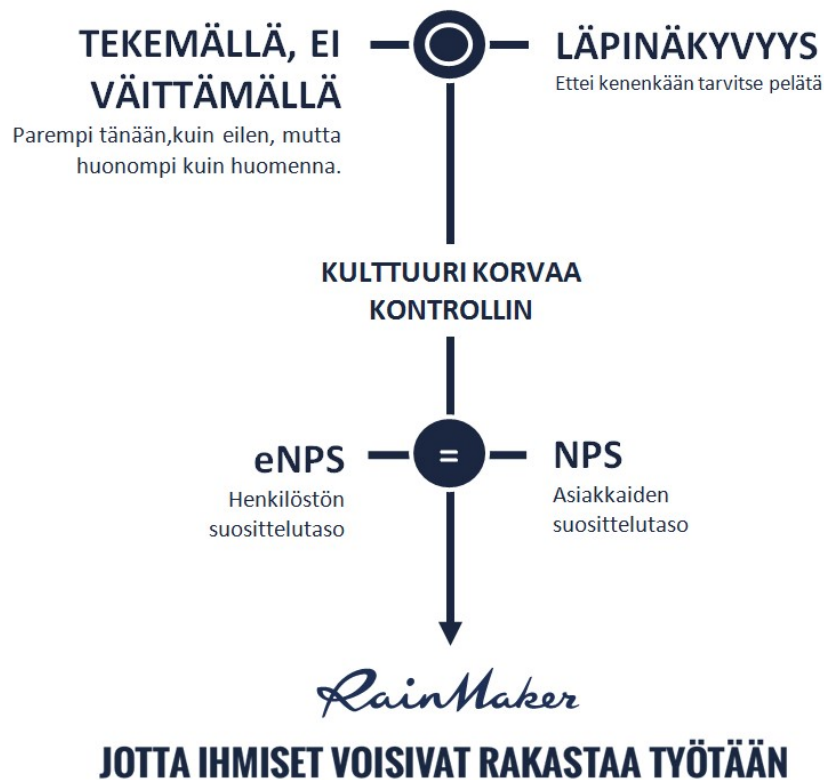 TEKEMÄLLÄ, EI
VÄITTÄMÄLLÄ
Parempi tänään,kuin eilen, mutta
huonompi kuin huomenna.
LÄPINÄKYVYYS
Ettei kenenkään tarvitse pelätä
KULTTUURI KORVAA
KONTROLLIN
eNPS
Henkilöstön
suosittelutaso
=
NPS
Asiakkaiden
suosittelutaso
RainMaker
JOTTA IHMISET VOISIVAT RAKASTAA TYÖTÄÄN